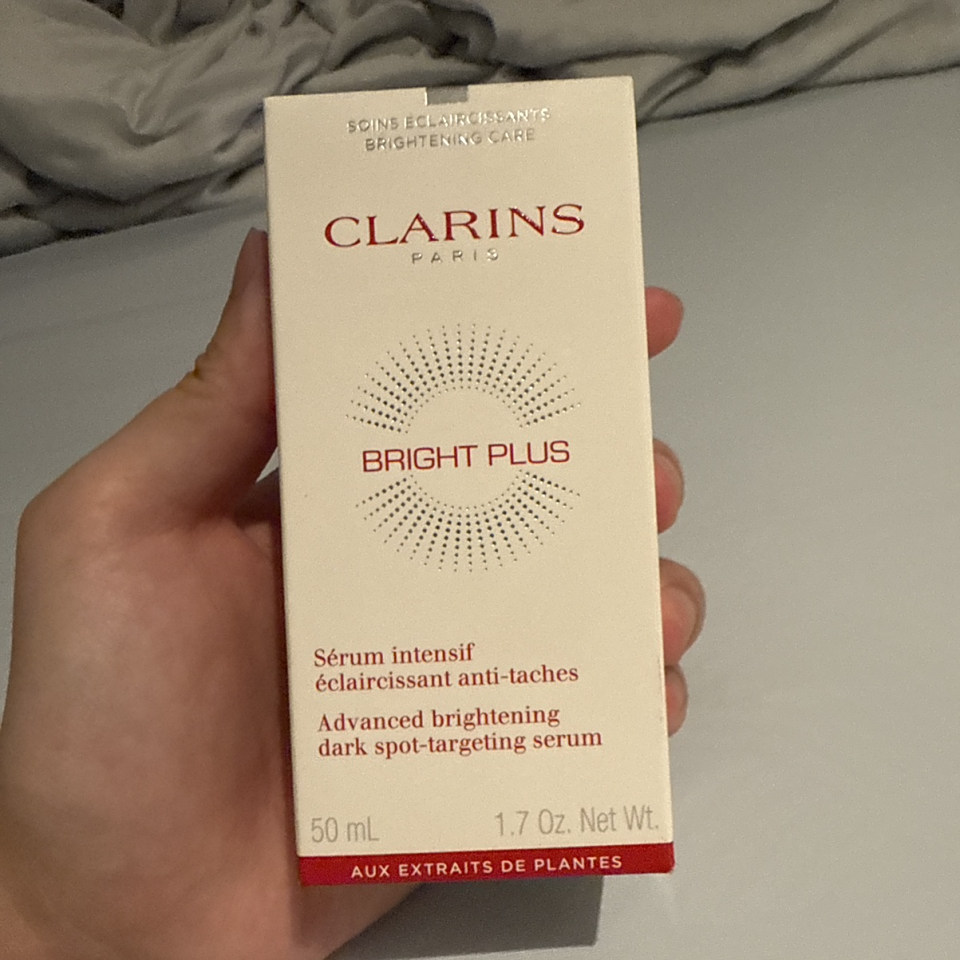 SOINS ÉCLAIRCISSANTS
BRIGHTENING CARE
CLARINS
PARIS
BRIGHT PLUS
Sérum intensif
éclaircissant anti-taches
Advanced brightening
dark spot-targeting serum
50 mL 1.7 Oz. Net Wt.
AUX EXTRAITS DE PLANTES